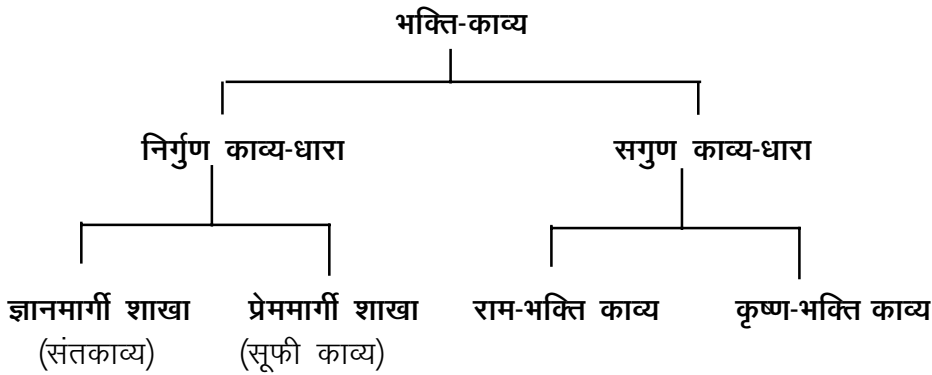 भक्ति-काव्य
निर्गुण काव्य-धारा सगुण काव्य-धारा
ज्ञानमार्गी शाखा प्रेममार्गी शाखा राम-भक्ति काव्य कृष्ण-भक्ति काव्य
(संतकाव्य) (सूफी काव्य)